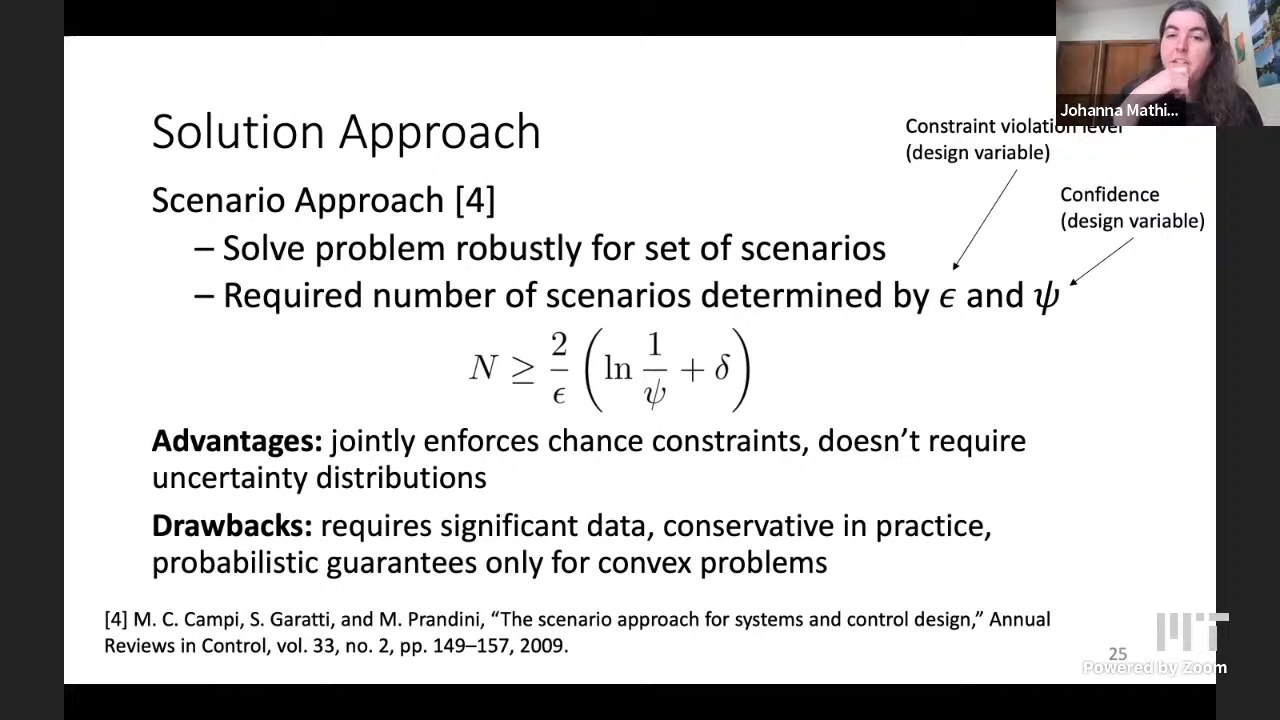 Johanna Mathi...
Solution Approach
Constraint violation level
(design variable)
Confidence
(design variable)
Scenario Approach [4]
– Solve problem robustly for set of scenarios
– Required number of scenarios determined by ϵ and ψ
N ≥ 2/ϵ (ln 1/ψ + δ)
Advantages: jointly enforces chance constraints, doesn’t require
uncertainty distributions
Drawbacks: requires significant data, conservative in practice,
probabilistic guarantees only for convex problems
[4] M. C. Campi, S. Garatti, and M. Prandini, “The scenario approach for systems and control design,” Annual
Reviews in Control, vol. 33, no. 2, pp. 149–157, 2009.
25
MIT
Powered by Zoom